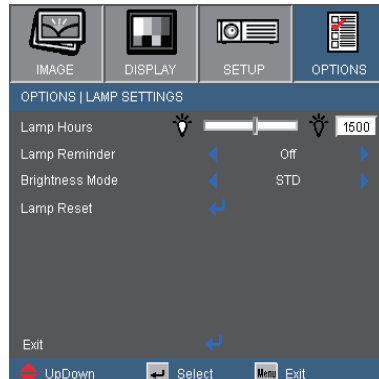 IMAGE DISPLAY SETUP OPTIONS
OPTIONS | LAMP SETTINGS
Lamp Hours 1500
Lamp Reminder Off
Brightness Mode STD
Lamp Reset
Exit
UpDown Select Menu Exit